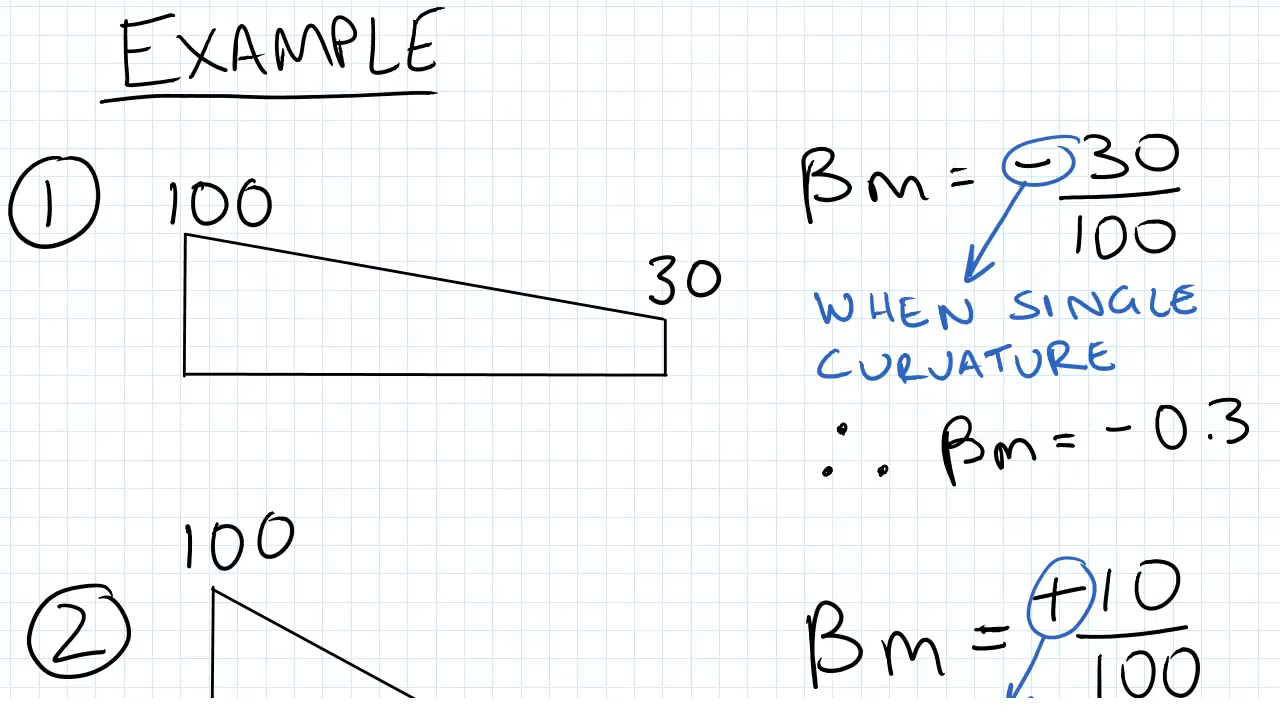 EXAMPLE
① 100
30
βm = - 30/100
WHEN SINGLE
CURVATURE
∴ βm = -0.3
② 100
βm = + 10/100